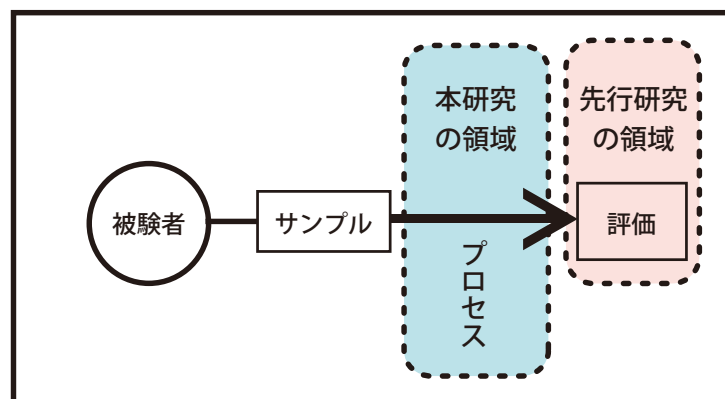 本研究
の領域
先行研究
の領域
被験者
サンプル
評価
プロセス